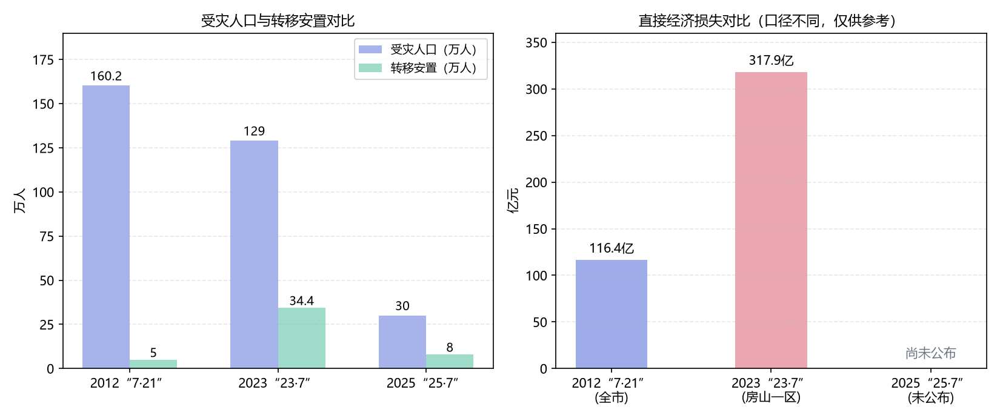 受灾人口与转移安置对比
受灾人口（万人）
转移安置（万人）
万人
175
150
125
100
75
50
25
0
160.2
5
129
34.4
30
8
2012“7·21”
2023“23·7”
2025“25·7”
直接经济损失对比（口径不同，仅供参考）
亿元
350
300
250
200
150
100
50
0
116.4亿
317.9亿
尚未公布
2012“7·21”
(全市)
2023“23·7”
(房山一区)
2025“25·7”
(未公布)